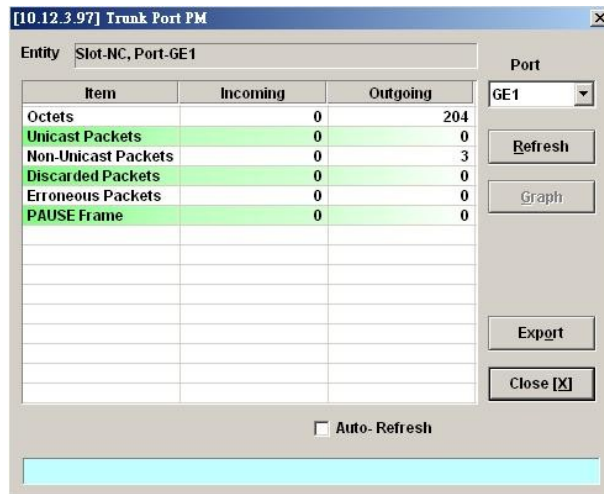 [10.12.3.97] Trunk Port PM
Entity Slot-NC, Port-GE1
Port
GE1
Item Incoming Outgoing
Octets 0 204
Unicast Packets 0 0
Non-Unicast Packets 0 3
Discarded Packets 0 0
Erroneous Packets 0 0
PAUSE Frame 0 0
Refresh
Graph
Export
Close [X]
Auto- Refresh